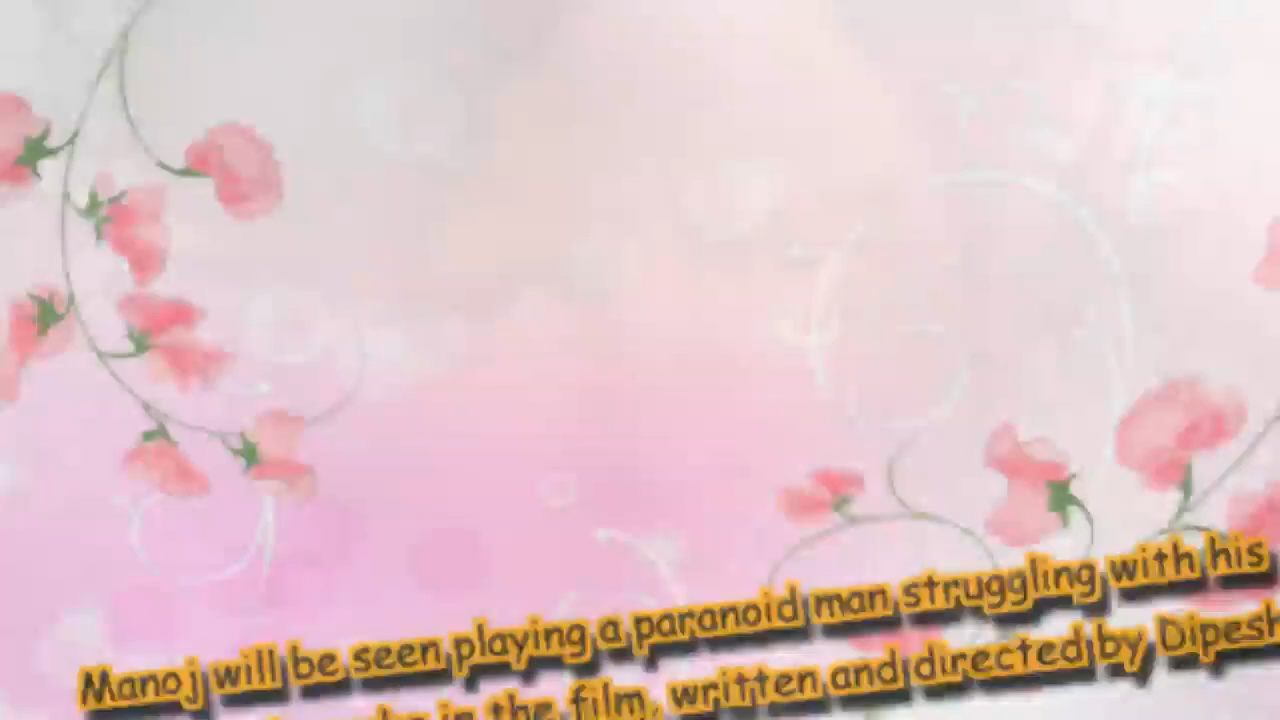 Manoj will be seen playing a paranoid man struggling with his
in the film, written and directed by Dipesh